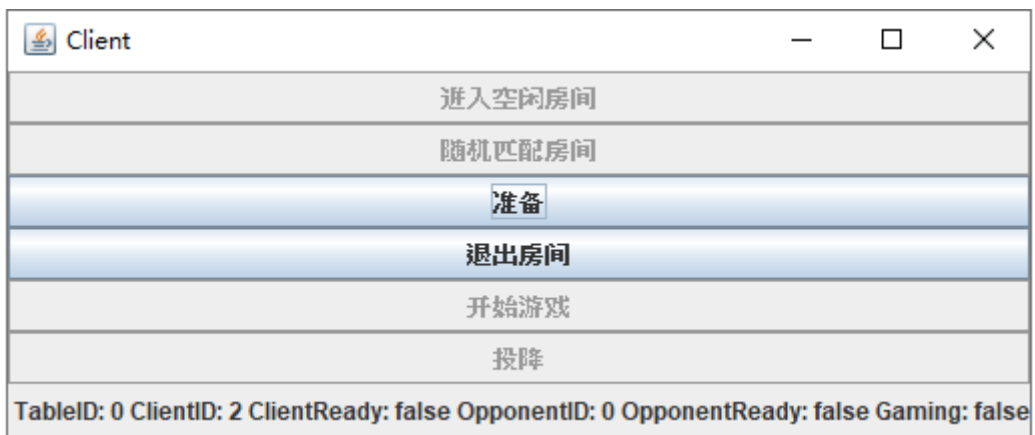 Client
进入空闲房间
随机匹配房间
准备
退出房间
开始游戏
投降
TableID: 0 ClientID: 2 ClientReady: false OpponentID: 0 OpponentReady: false Gaming: false